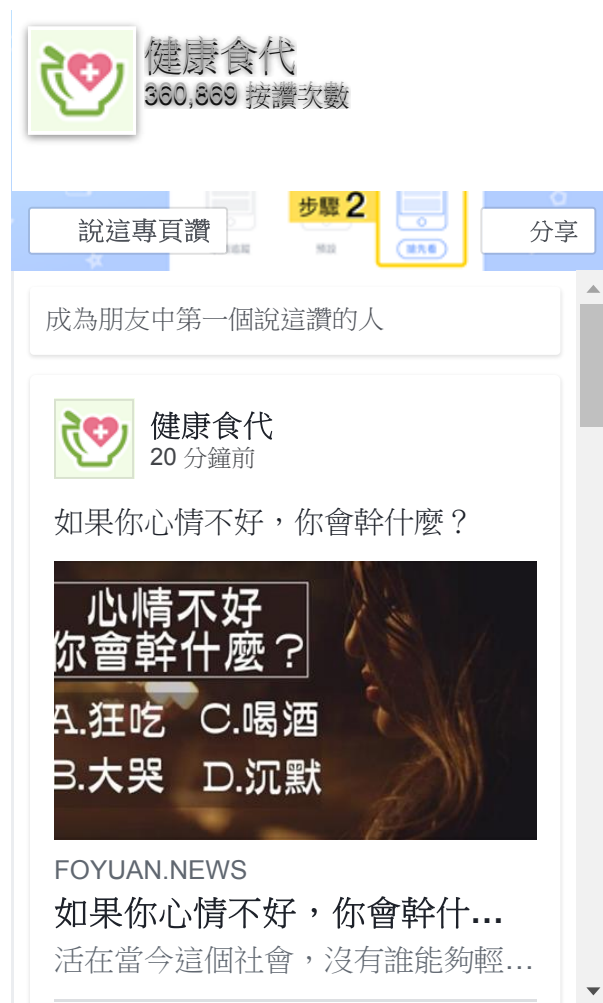 健康食代
360,869 按讚次數
步驟 2
說這專頁讚
分享
預設
搶先看
成為朋友中第一個說這讚的人
健康食代
20 分鐘前
如果你心情不好，你會幹什麼？
心情不好
你會幹什麼？
A.狂吃 C.喝酒
B.大哭 D.沉默
FOYUAN.NEWS
如果你心情不好，你會幹什...
活在當今這個社會，沒有誰能夠輕...